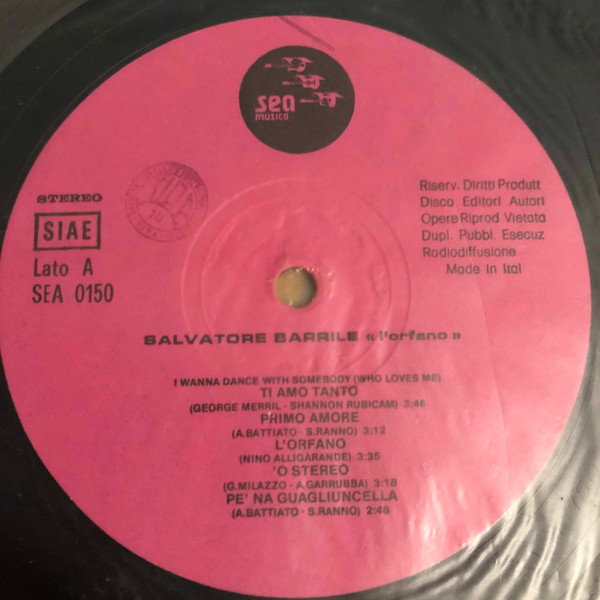 sea
musica
STEREO
SIAE
Lato A
SEA 0150
Riserv. Diritti Produtt
Disco Editori Autori
Opere Riprod Vietata
Dupl. Pubbl. Esecuz
Radiodiffusione
Made in Ital
SALVATORE BARRILE « l'orfano »
I WANNA DANCE WITH SOMEBODY (WHO LOVES ME)
TI AMO TANTO
(GEORGE MERRIL - SHANNON RUBICAM) 3:46
PRIMO AMORE
(A.BATTIATO - S.RANNO) 3:12
L'ORFANO
(NINO ALLIGARANDE) 3:35
'O STEREO
(G.MILAZZO - A.GARRUBBA) 3:18
PE' NA GUAGLIUNCELLA
(A.BATTIATO - S.RANNO) 2:48